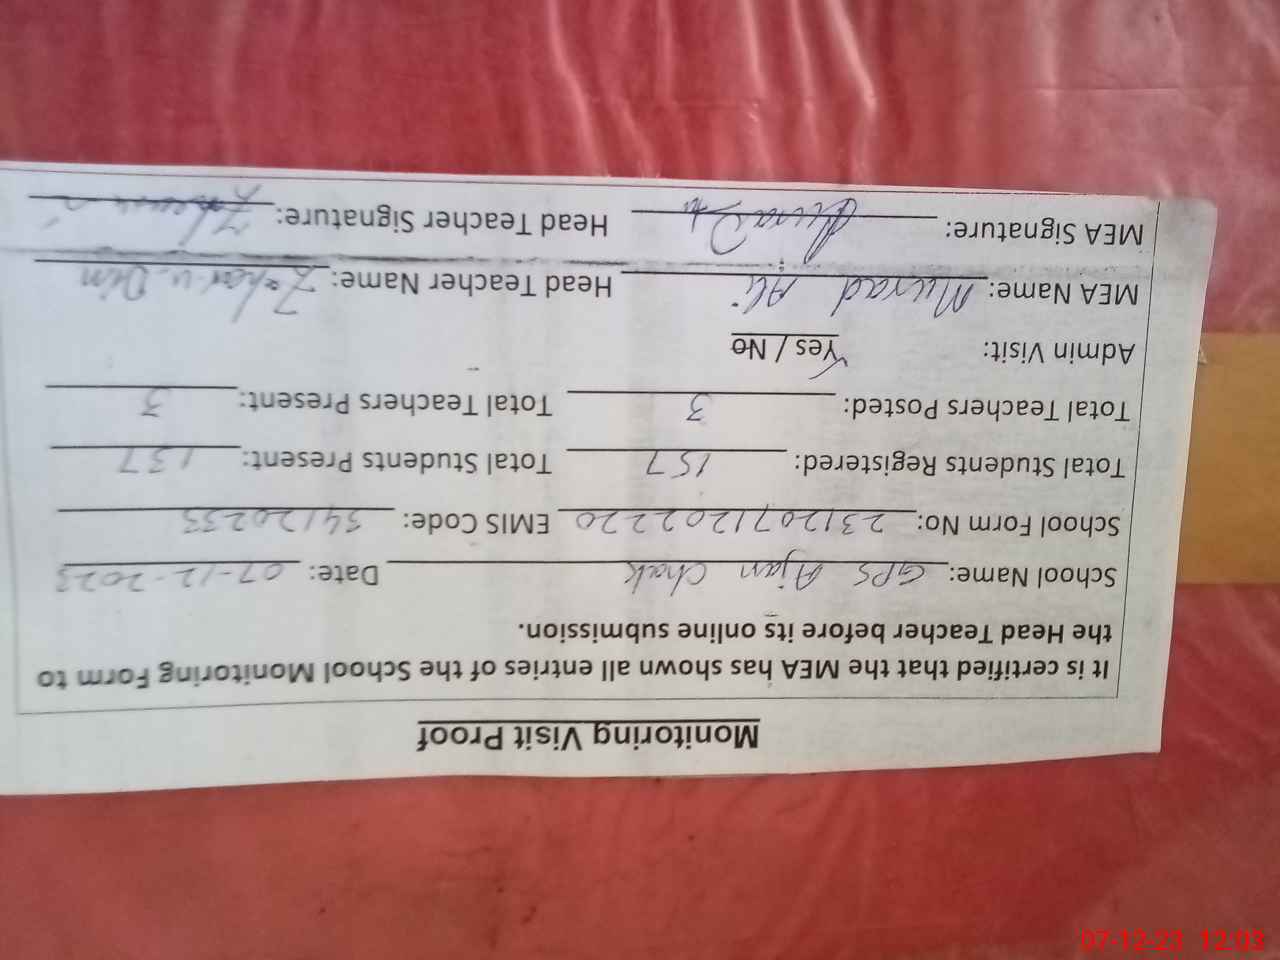 Monitoring Visit Proof
It is certified that the MEA has shown all entries of the School Monitoring Form to
the Head Teacher before its online submission.
School Name: GPS Ajan Chak Date: 07-12-2023
School Form No: 231207120220 EMIS Code: 34120233
Total Students Registered: 157 Total Students Present: 137
Total Teachers Posted: 3 Total Teachers Present: 3
Admin Visit: Yes / No
MEA Name: Murad Ali Head Teacher Name: Din
MEA Signature: Head Teacher Signature:
07-12-23 12:03